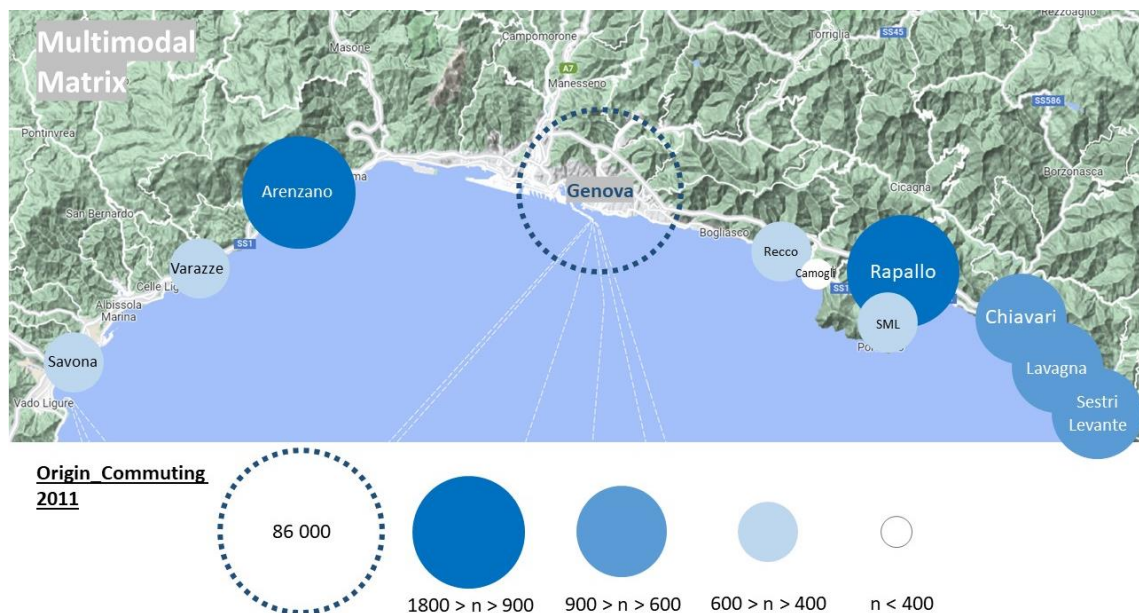 Multimodal
Matrix
Masone
Campomorone
Torriglia
SS45
Rezzoaglio
A7
Manesseno
SS586
Pontinvrea
Arenzano
Genova
Borzonasca
Cicagna
San Bernardo
SS1
Bogliasco
Recco
Varazze
Camogli
Rapallo
Celle Lig
SS1
Albissola
Marina
SML
Chiavari
Savona
Lavagna
Vado Ligure
Sestri
Levante
Origin_Commuting
2011
86 000
1800 > n > 900
900 > n > 600
600 > n > 400
n < 400